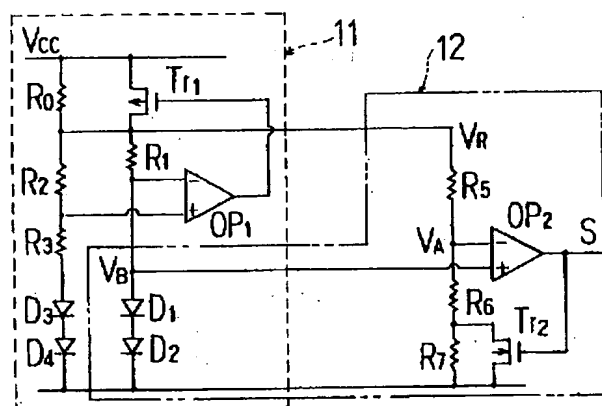 11
12
VCC
Tr1
R0
R1
VR
R2
R5
OP1
OP2
S
R3
VA
VB
R6
Tr2
D3
D1
R7
D4
D2
-
+
-
+